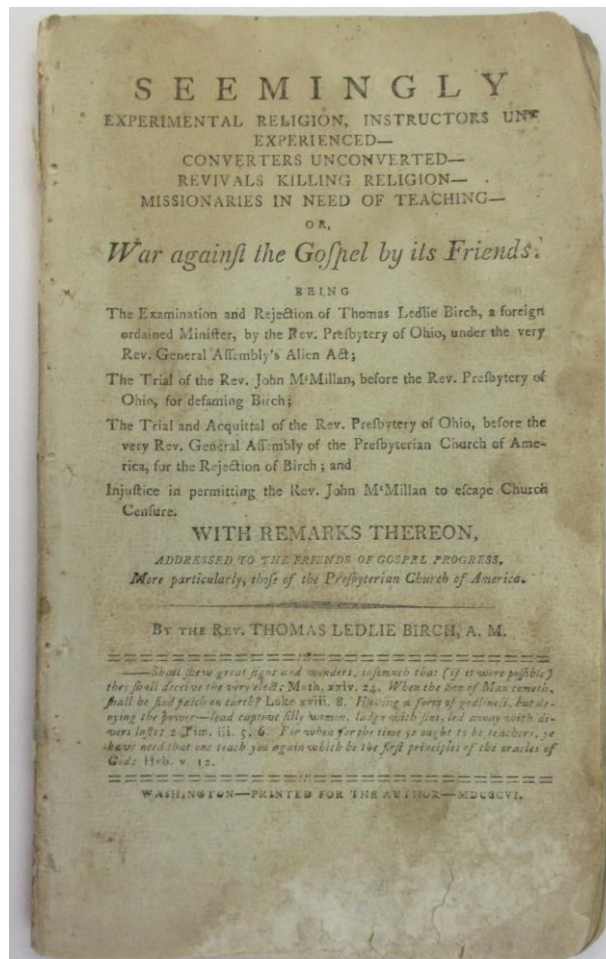 SEEMINGLY
EXPERIMENTAL RELIGION, INSTRUCTORS UN-
EXPERIENCED—
CONVERTERS UNCONVERTED—
REVIVALS KILLING RELIGION—
MISSIONARIES IN NEED OF TEACHING—
OR,
War againſt the Goſpel by its Friends.
BEING
The Examination and Rejection of Thomas Ledlie Birch, a foreign
ordained Miniſter, by the Rev. Preſbytery of Ohio, under the very
Rev. General Aſſembly's Alien Act;
The Trial of the Rev. John M‘Millan, before the Rev. Preſbytery of
Ohio, for defaming Birch;
The Trial and Acquittal of the Rev. Preſbytery of Ohio, before the
very Rev. General Aſſembly of the Preſbyterian Church of Ame-
rica, for the Rejection of Birch; and
Injuſtice in permitting the Rev. John M‘Millan to eſcape Church
Cenſure.
WITH REMARKS THEREON,
ADDRESSED TO THE FRIENDS OF GOSPEL PROGRESS,
More particularly, thoſe of the Preſbyterian Church of America.
BY THE REV. THOMAS LEDLIE BIRCH, A. M.
——Shall ſhew great ſigns and wonders, inſomuch that (if it were poſſible)
they ſhall deceive the very elect; Math. xxiv. 24. When the Son of Man cometh,
ſhall he find faith on earth? Luke xviii. 8. Having a form of godlineſs, but de-
nying the power—lead captive ſilly women, laden with ſins, led away with di-
vers luſts; 2 Tim. iii. 5, 6. For when for the time ye ought to be teachers, ye
have need that one teach you again which be the firſt principles of the oracles of
God; Heb. v. 12.
WASHINGTON—PRINTED FOR THE AUTHOR—MDCCCVI.